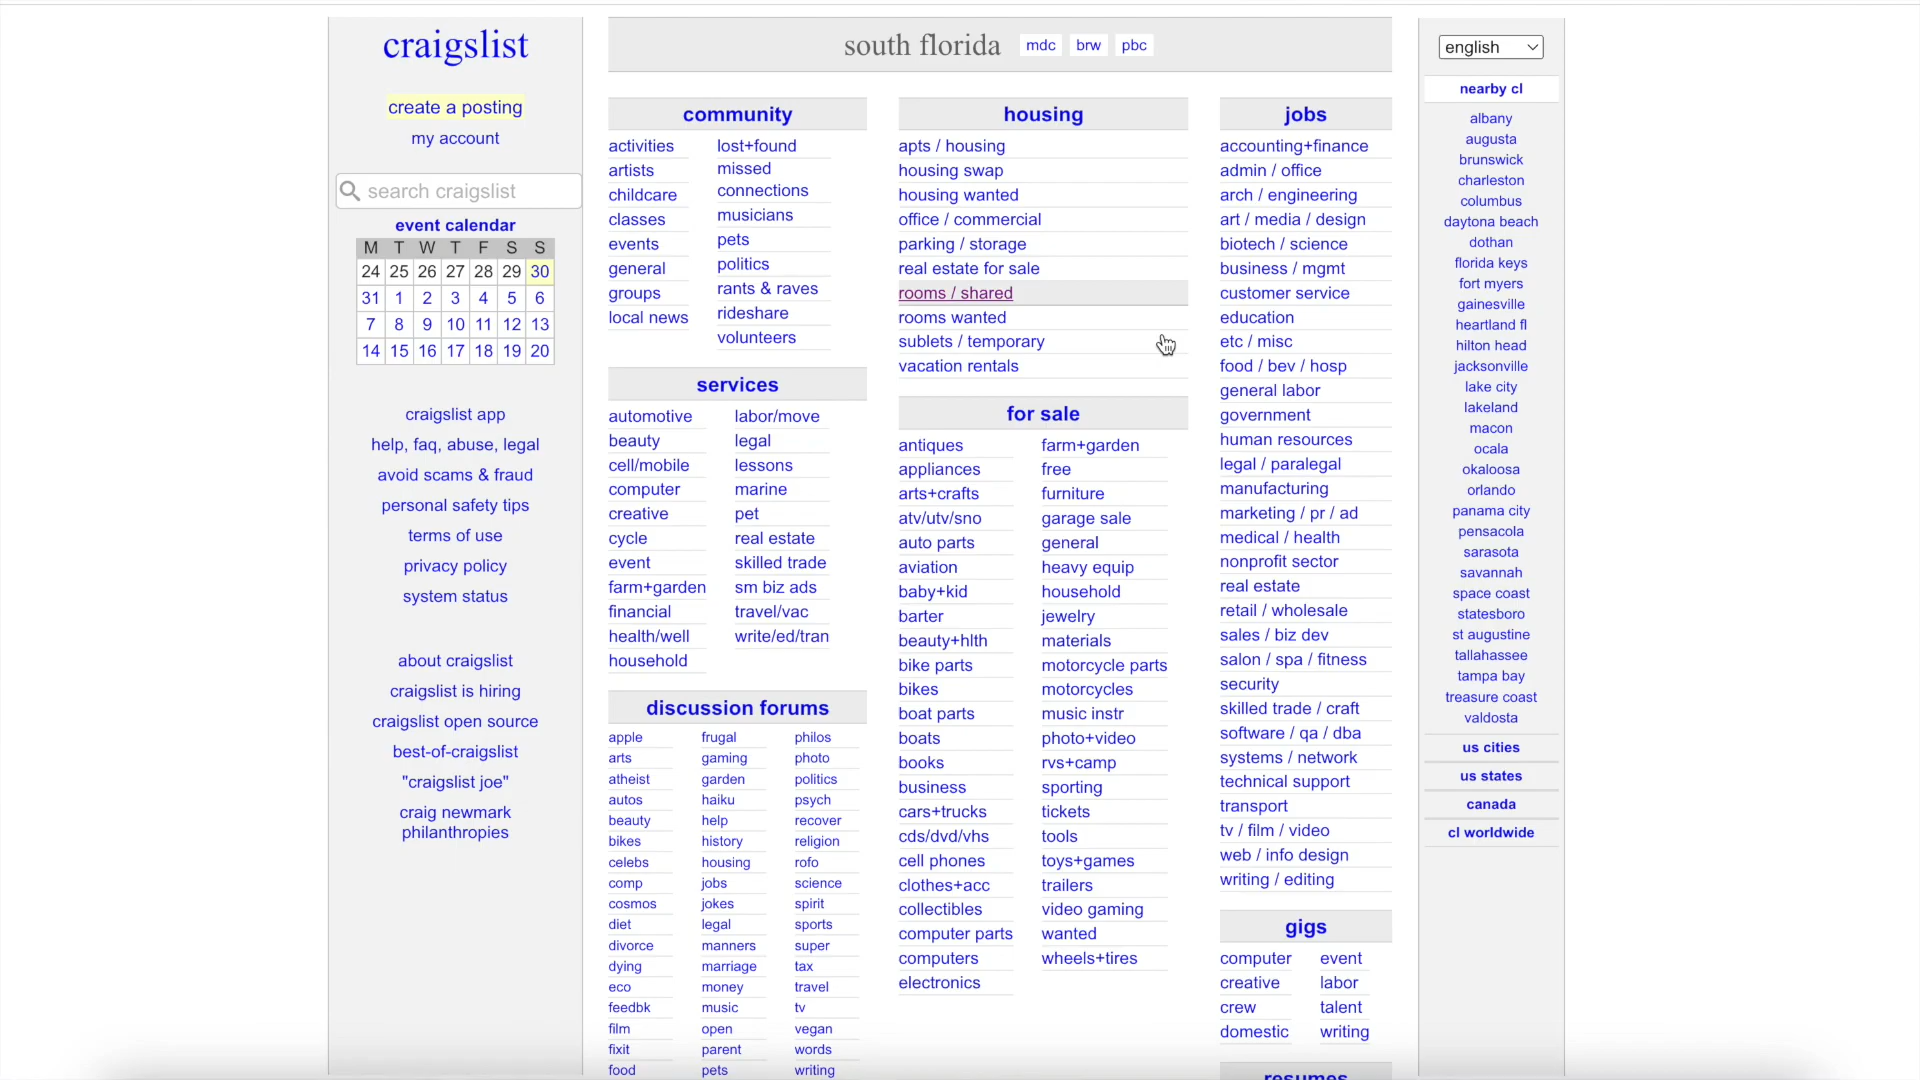 craigslist
create a posting
my account
search craigslist
event calendar
M T W T F S S
24 25 26 27 28 29 30
31 1 2 3 4 5 6
7 8 9 10 11 12 13
14 15 16 17 18 19 20
craigslist app
help, faq, abuse, legal
avoid scams & fraud
personal safety tips
terms of use
privacy policy
system status
about craigslist
craigslist is hiring
craigslist open source
best-of-craigslist
"craigslist joe"
craig newmark
philanthropies
south florida mdc brw pbc
community
activities
artists
childcare
classes
events
general
groups
local news
lost+found
missed
connections
musicians
pets
politics
rants & raves
rideshare
volunteers
services
automotive
beauty
cell/mobile
computer
creative
cycle
event
farm+garden
financial
health/well
household
labor/move
legal
lessons
marine
pet
real estate
skilled trade
sm biz ads
travel/vac
write/ed/tran
discussion forums
apple
arts
atheist
autos
beauty
bikes
celebs
comp
cosmos
diet
divorce
dying
eco
feedbk
film
fixit
food
frugal
gaming
garden
haiku
help
history
housing
jobs
jokes
legal
manners
marriage
money
music
open
parent
pets
philos
photo
politics
psych
recover
religion
rofo
science
spirit
sports
super
tax
travel
tv
vegan
words
writing
housing
apts / housing
housing swap
housing wanted
office / commercial
parking / storage
real estate for sale
rooms / shared
rooms wanted
sublets / temporary
vacation rentals
for sale
antiques
appliances
arts+crafts
atv/utv/sno
auto parts
aviation
baby+kid
barter
beauty+hlth
bike parts
bikes
boat parts
boats
books
business
cars+trucks
cds/dvd/vhs
cell phones
clothes+acc
collectibles
computer parts
computers
electronics
farm+garden
free
furniture
garage sale
general
heavy equip
household
jewelry
materials
motorcycle parts
motorcycles
music instr
photo+video
rvs+camp
sporting
tickets
tools
toys+games
trailers
video gaming
wanted
wheels+tires
jobs
accounting+finance
admin / office
arch / engineering
art / media / design
biotech / science
business / mgmt
customer service
education
etc / misc
food / bev / hosp
general labor
government
human resources
legal / paralegal
manufacturing
marketing / pr / ad
medical / health
nonprofit sector
real estate
retail / wholesale
sales / biz dev
salon / spa / fitness
security
skilled trade / craft
software / qa / dba
systems / network
technical support
transport
tv / film / video
web / info design
writing / editing
gigs
computer
creative
crew
domestic
event
labor
talent
writing
resumes
english
nearby cl
albany
augusta
brunswick
charleston
columbus
daytona beach
dothan
florida keys
fort myers
gainesville
heartland fl
hilton head
jacksonville
lake city
lakeland
macon
ocala
okaloosa
orlando
panama city
pensacola
sarasota
savannah
space coast
statesboro
st augustine
tallahassee
tampa bay
treasure coast
valdosta
us cities
us states
canada
cl worldwide